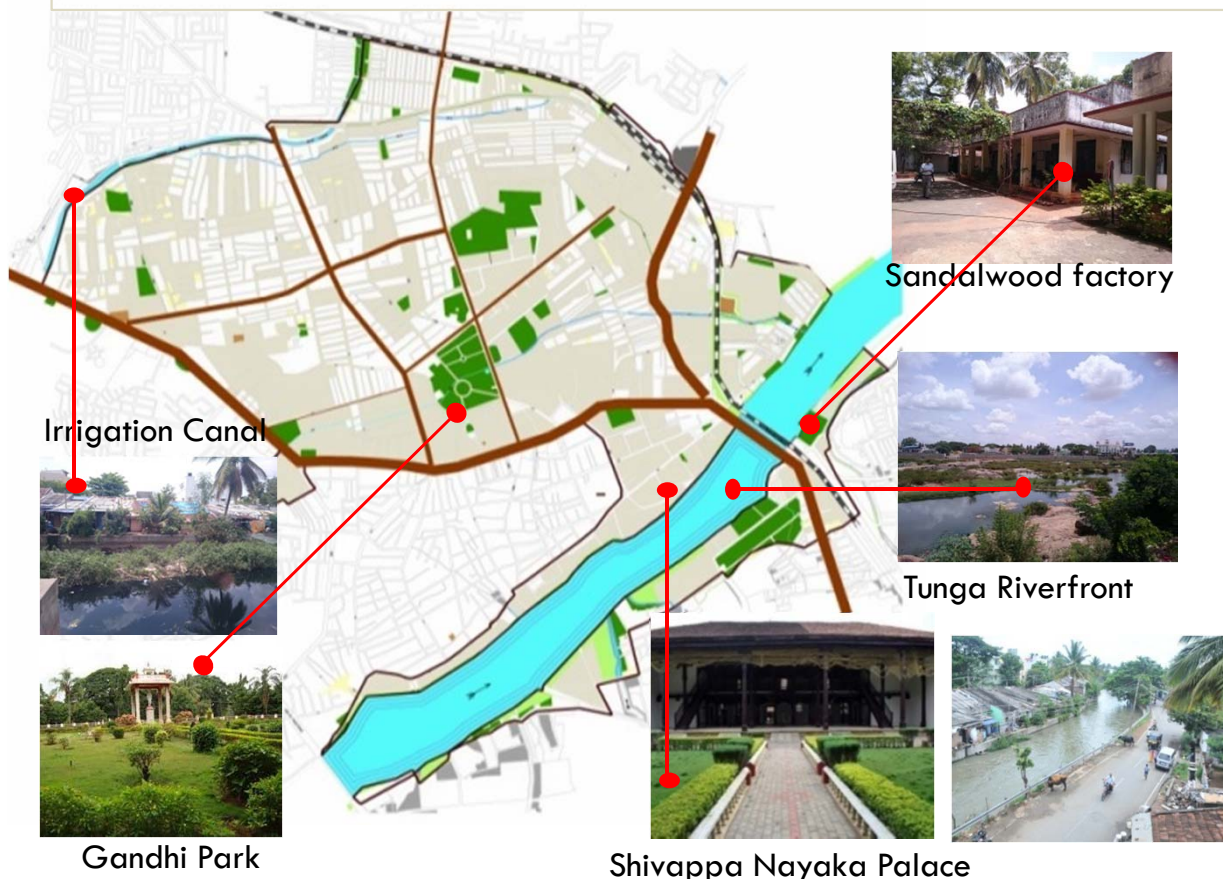 Sandalwood factory
Irrigation Canal
Tunga Riverfront
Gandhi Park
Shivappa Nayaka Palace